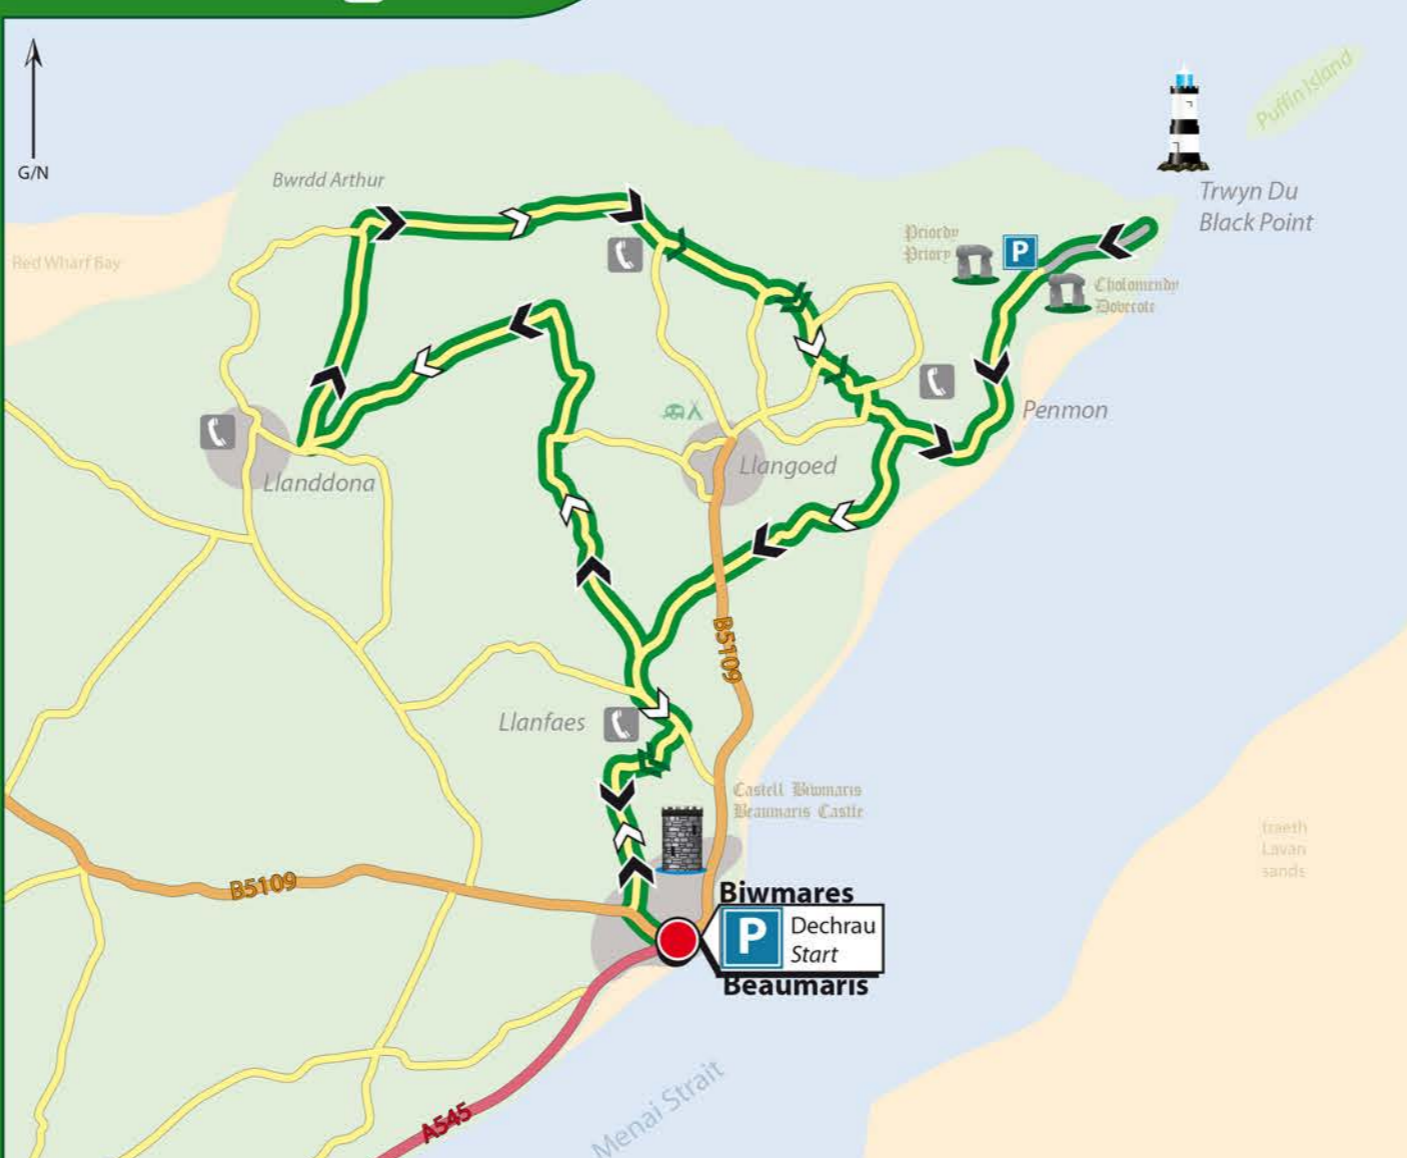 G/N
Bwrdd Arthur
Red Wharf Bay
Puffin Island
Trwyn Du
Black Point
Priordy
Priory
P
Cholomendy
Dovecote
Penmon
Llanddona
Llangoed
B5109
Llanfaes
Castell Biwmaris
Beaumaris Castle
traeth
Lavan
sands
B5109
Biwmares
P
Dechrau
Start
Beaumaris
A545
Menai Strait